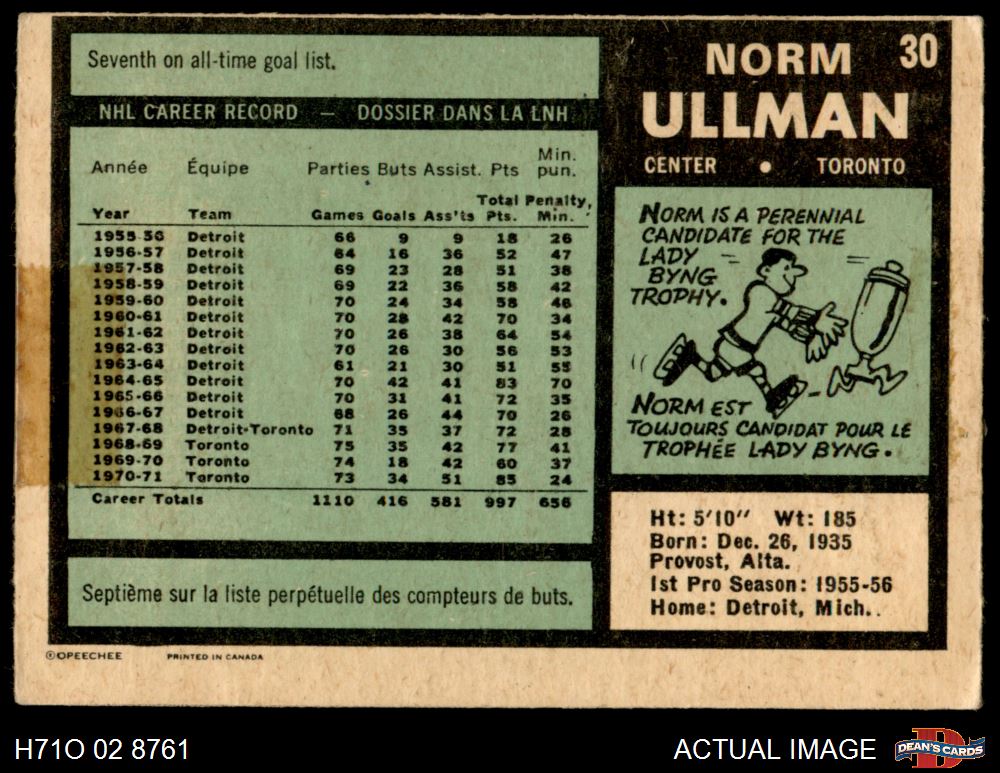 Seventh on all-time goal list.
NHL CAREER RECORD — DOSSIER DANS LA LNH
Année Équipe Parties Buts Assist. Pts Min. pun.
Year Team Games Goals Ass'ts Total Pts. Penalty, Min.
1955-56 Detroit 66 9 9 18 26
1956-57 Detroit 64 16 36 52 47
1957-58 Detroit 69 23 28 51 38
1958-59 Detroit 69 22 36 58 42
1959-60 Detroit 70 24 34 58 46
1960-61 Detroit 70 28 42 70 34
1961-62 Detroit 70 26 38 64 54
1962-63 Detroit 70 26 30 56 53
1963-64 Detroit 61 21 30 51 55
1964-65 Detroit 70 42 41 83 70
1965-66 Detroit 70 31 41 72 35
1966-67 Detroit 68 26 44 70 26
1967-68 Detroit-Toronto 71 35 37 72 28
1968-69 Toronto 75 35 42 77 41
1969-70 Toronto 74 18 42 60 37
1970-71 Toronto 73 34 51 85 24
Career Totals 1110 416 581 997 656
Septième sur la liste perpétuelle des compteurs de buts.
©OPEECHEE PRINTED IN CANADA
30
NORM
ULLMAN
CENTER • TORONTO
NORM IS A PERENNIAL
CANDIDATE FOR THE
LADY
BYNG
TROPHY.
NORM EST
TOUJOURS CANDIDAT POUR LE
TROPHÉE LADY BYNG.
Ht: 5'10" Wt: 185
Born: Dec. 26, 1935
Provost, Alta.
1st Pro Season: 1955-56
Home: Detroit, Mich.
H71O 02 8761
ACTUAL IMAGE
DEAN'S CARDS